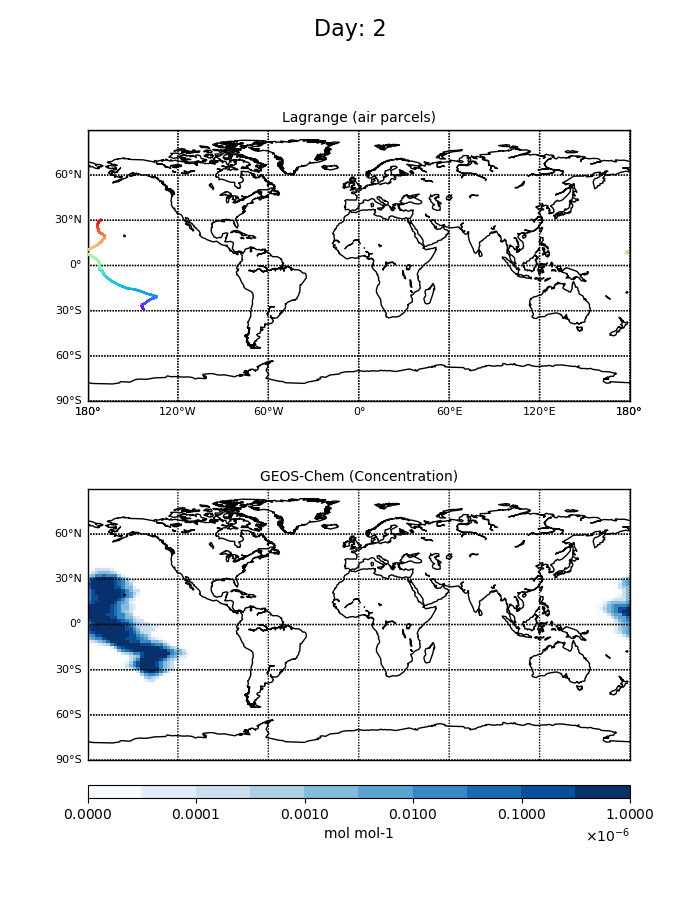 Day: 2
Lagrange (air parcels)
60°N
30°N
0°
30°S
60°S
90°S
180° 120°W 60°W 0° 60°E 120°E 180°
GEOS-Chem (Concentration)
60°N
30°N
0°
30°S
60°S
90°S
0.0000 0.0001 0.0010 0.0100 0.1000 1.0000
mol mol-1 ×10⁻⁶